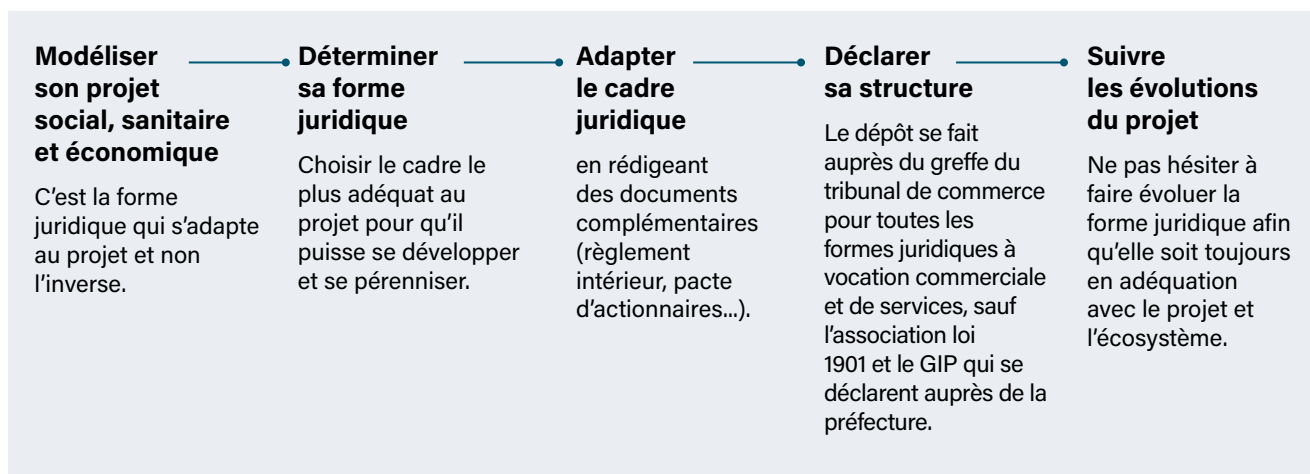 Modéliser
son projet
social, sanitaire
et économique
C’est la forme
juridique qui s’adapte
au projet et non
l’inverse.
Déterminer
sa forme
juridique
Choisir le cadre le
plus adéquat au
projet pour qu’il
puisse se développer
et se pérenniser.
Adapter
le cadre
juridique
en rédigeant
des documents
complémentaires
(règlement
intérieur, pacte
d’actionnaires...).
Déclarer
sa structure
Le dépôt se fait
auprès du greffe du
tribunal de commerce
pour toutes les
formes juridiques à
vocation commerciale
et de services, sauf
l’association loi
1901 et le GIP qui se
déclarent auprès de la
préfecture.
Suivre
les évolutions
du projet
Ne pas hésiter à
faire évoluer la
forme juridique afin
qu’elle soit toujours
en adéquation
avec le projet et
l’écosystème.